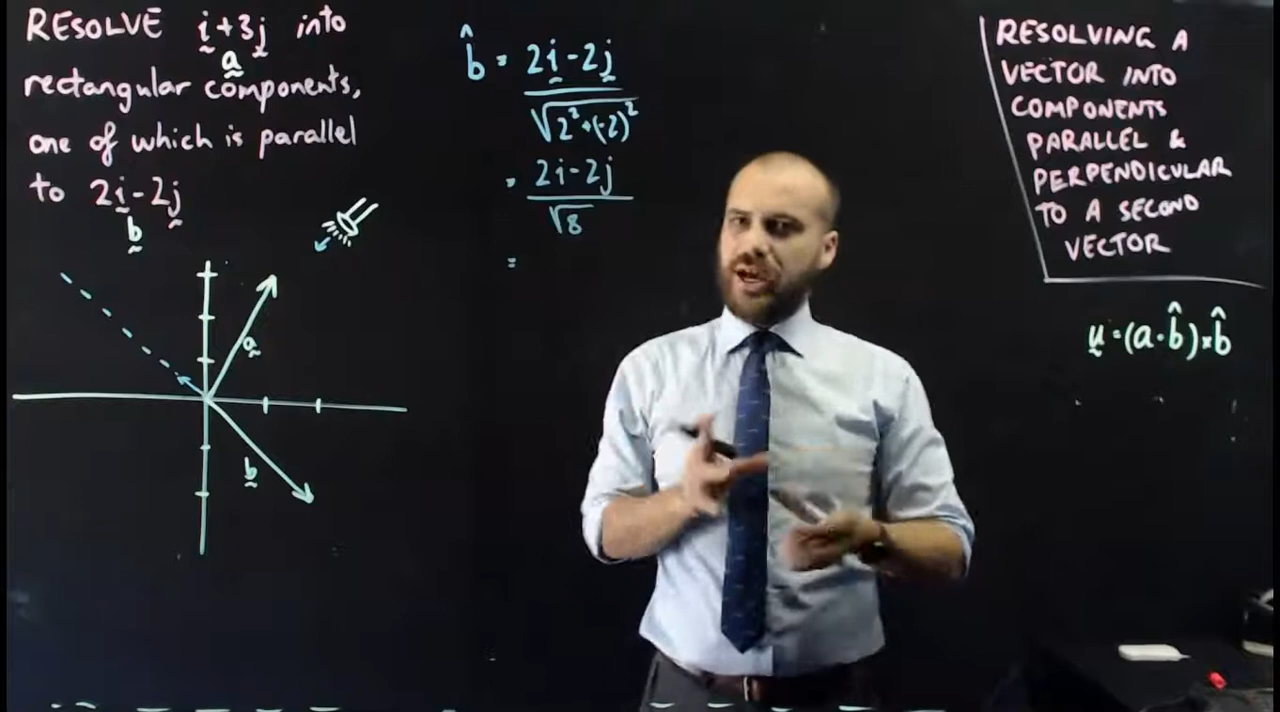 RESOLVE i+3j into
a
rectangular components,
one of which is parallel
to 2i-2j
b
a
b
b̂ = 2i-2j
√2²+(-2)²
= 2i-2j
√8
=
RESOLVING A
VECTOR INTO
COMPONENTS
PARALLEL &
PERPENDICULAR
TO A SECOND
VECTOR
u=(a·b̂)×b̂